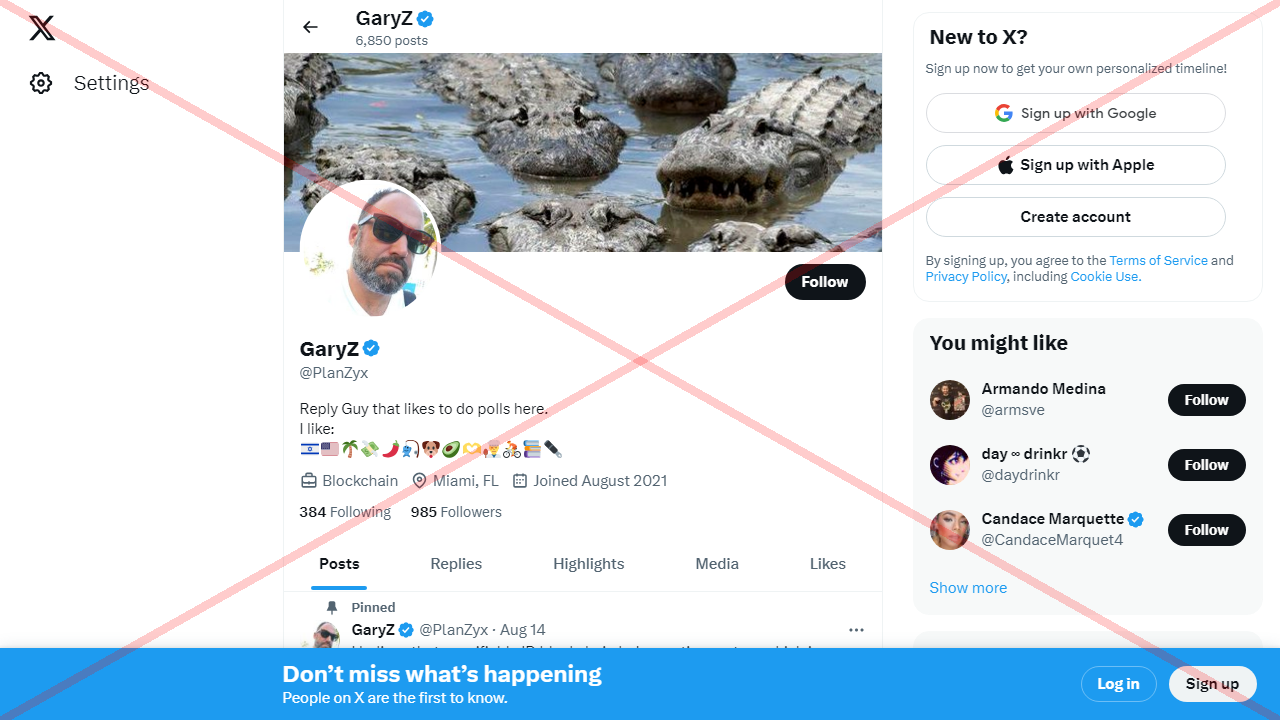 Settings
GaryZ
6,850 posts
Follow
GaryZ
@PlanZyx
Reply Guy that likes to do polls here.
I like:
🇮🇱🇺🇸🌴💸🌶️🎣🐶🥑🫶🚴📚
Blockchain Miami, FL Joined August 2021
384 Following 985 Followers
Posts Replies Highlights Media Likes
Pinned
GaryZ @PlanZyx · Aug 14
New to X?
Sign up now to get your own personalized timeline!
Sign up with Google
Sign up with Apple
Create account
By signing up, you agree to the Terms of Service and
Privacy Policy, including Cookie Use.
You might like
Armando Medina
@armsve
Follow
day ∞ drinkr ⚽
@daydrinkr
Follow
Candace Marquette
@CandaceMarquet4
Follow
Show more
Don’t miss what’s happening
People on X are the first to know.
Log in
Sign up